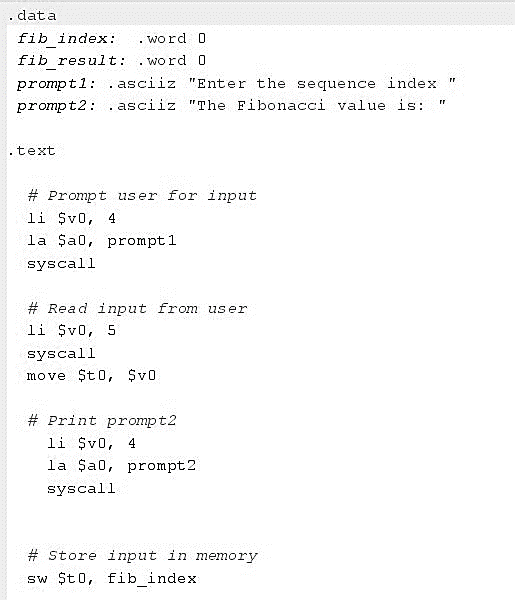 .data
fib_index: .word 0
fib_result: .word 0
prompt1: .asciiz "Enter the sequence index "
prompt2: .asciiz "The Fibonacci value is: "
.text
# Prompt user for input
li $v0, 4
la $a0, prompt1
syscall
# Read input from user
li $v0, 5
syscall
move $t0, $v0
# Print prompt2
li $v0, 4
la $a0, prompt2
syscall
# Store input in memory
sw $t0, fib_index